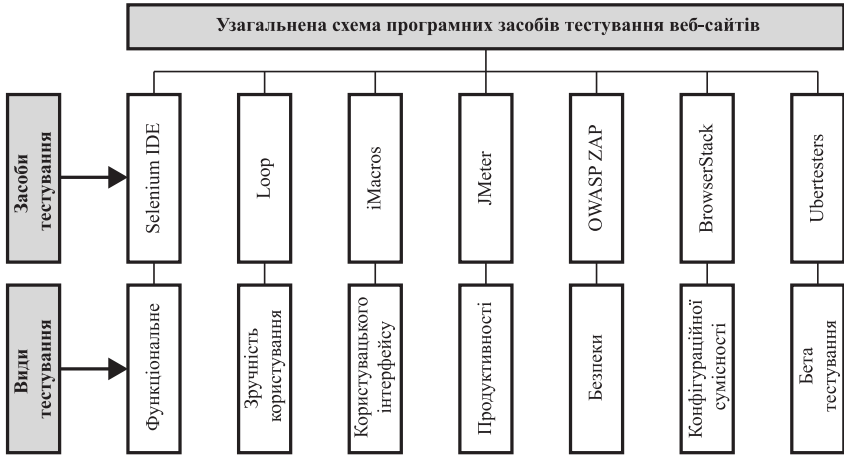 Узагальнена схема програмних засобів тестування веб-сайтів
Засоби
тестування
Selenium IDE
Loop
iMacros
JMeter
OWASP ZAP
BrowserStack
Ubertesters
Види
тестування
Функціональне
Зручність
користування
Користувацького
інтерфейсу
Продуктивності
Безпеки
Конфігураційної
сумісності
Бета
тестування